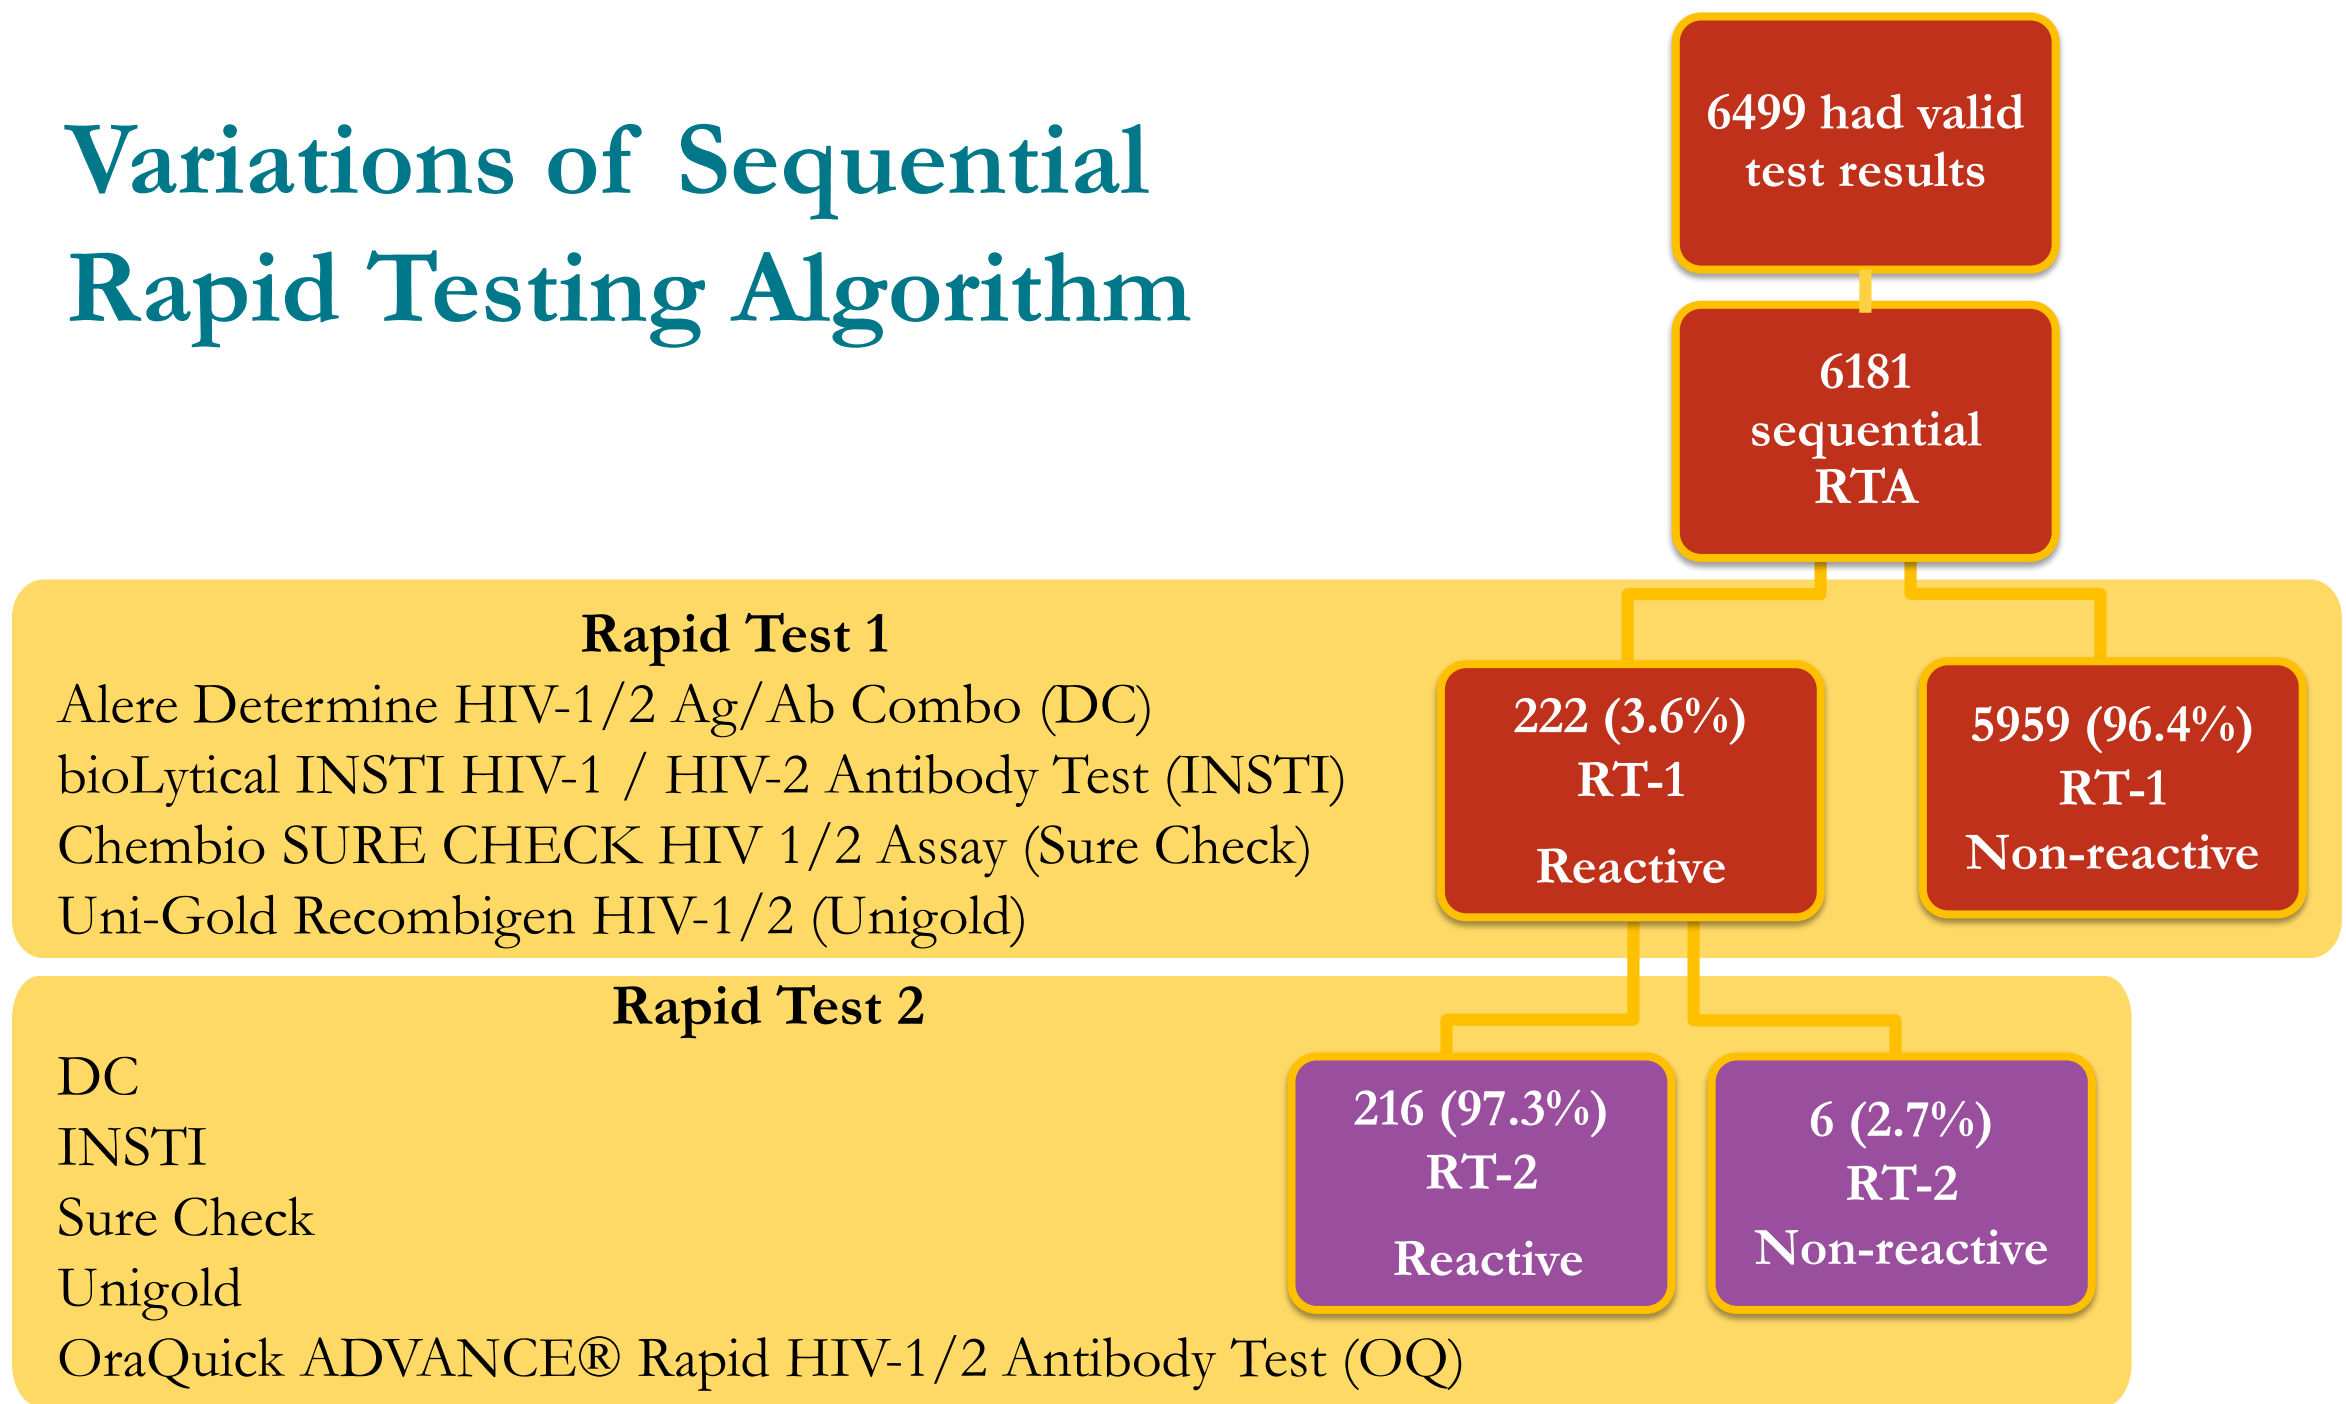 Variations of Sequential
Rapid Testing Algorithm
6499 had valid
test results
6181
sequential
RTA
Rapid Test 1
Alere Determine HIV-1/2 Ag/Ab Combo (DC)
bioLytical INSTI HIV-1 / HIV-2 Antibody Test (INSTI)
Chembio SURE CHECK HIV 1/2 Assay (Sure Check)
Uni-Gold Recombigen HIV-1/2 (Unigold)
222 (3.6%)
RT-1
Reactive
5959 (96.4%)
RT-1
Non-reactive
Rapid Test 2
DC
INSTI
Sure Check
Unigold
OraQuick ADVANCE® Rapid HIV-1/2 Antibody Test (OQ)
216 (97.3%)
RT-2
Reactive
6 (2.7%)
RT-2
Non-reactive